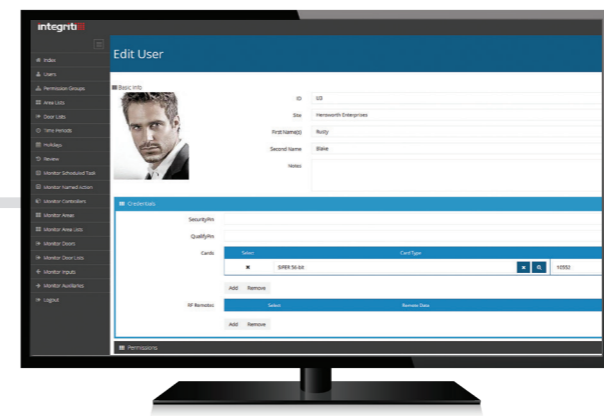 integriti
Edit User
Index
Users
Permission Groups
Area Lists
Door Lists
Time Periods
Holidays
Review
Monitor Scheduled Task
Monitor Named Action
Monitor Controllers
Monitor Areas
Monitor Area Lists
Monitor Doors
Monitor Door Lists
Monitor Inputs
Monitor Auxiliaries
Logout
Basic Info
ID U3
Site Hemsworth Enterprises
First Name(s) Rusty
Second Name Blake
Notes
Credentials
SecurityPin
QualifyPin
Cards Select Card Type
SIFER 56-bit 10550
Add Remove
RF Remotes Select Remote Data
Add Remove
Permissions